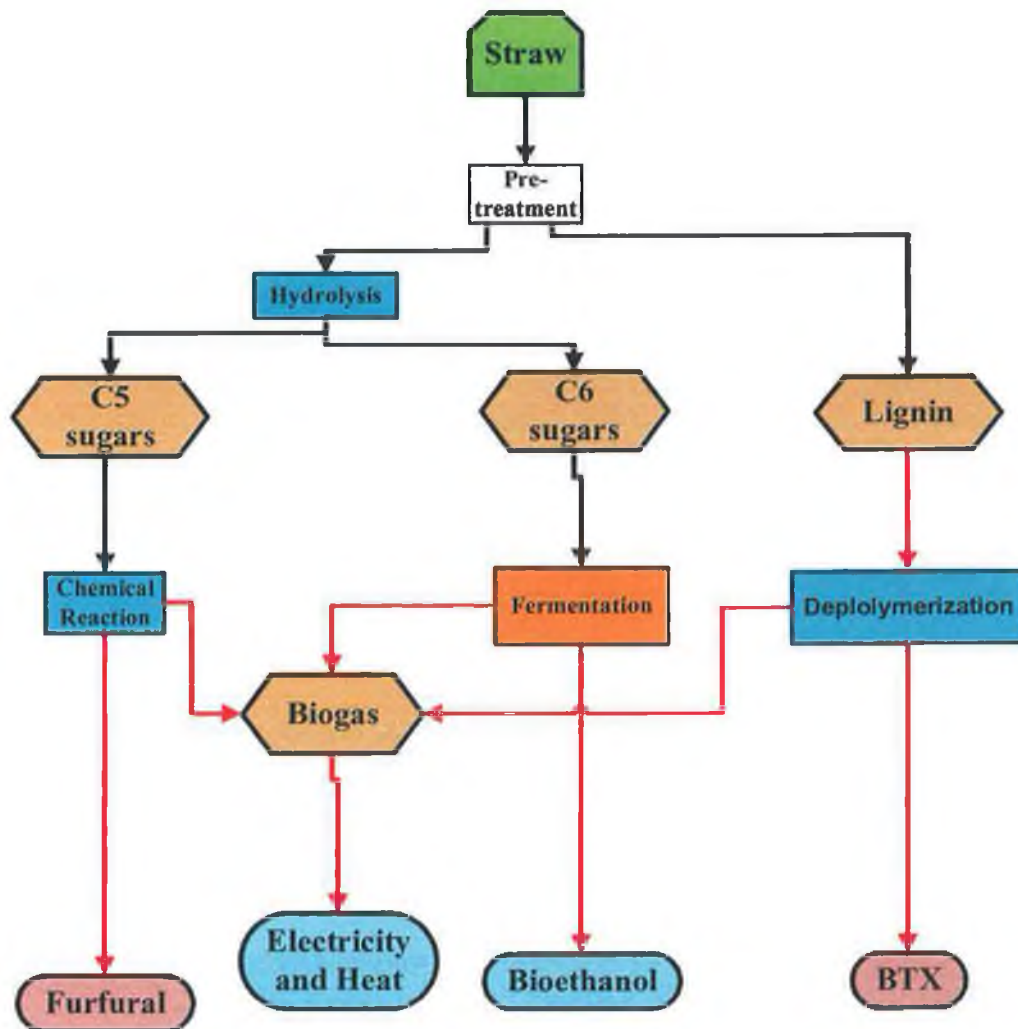 Straw
Pre-
treatment
Hydrolysis
C5
sugars
C6
sugars
Lignin
Chemical
Reaction
Fermentation
Deplolymerization
Biogas
Electricity
and Heat
Furfural
Bioethanol
BTX